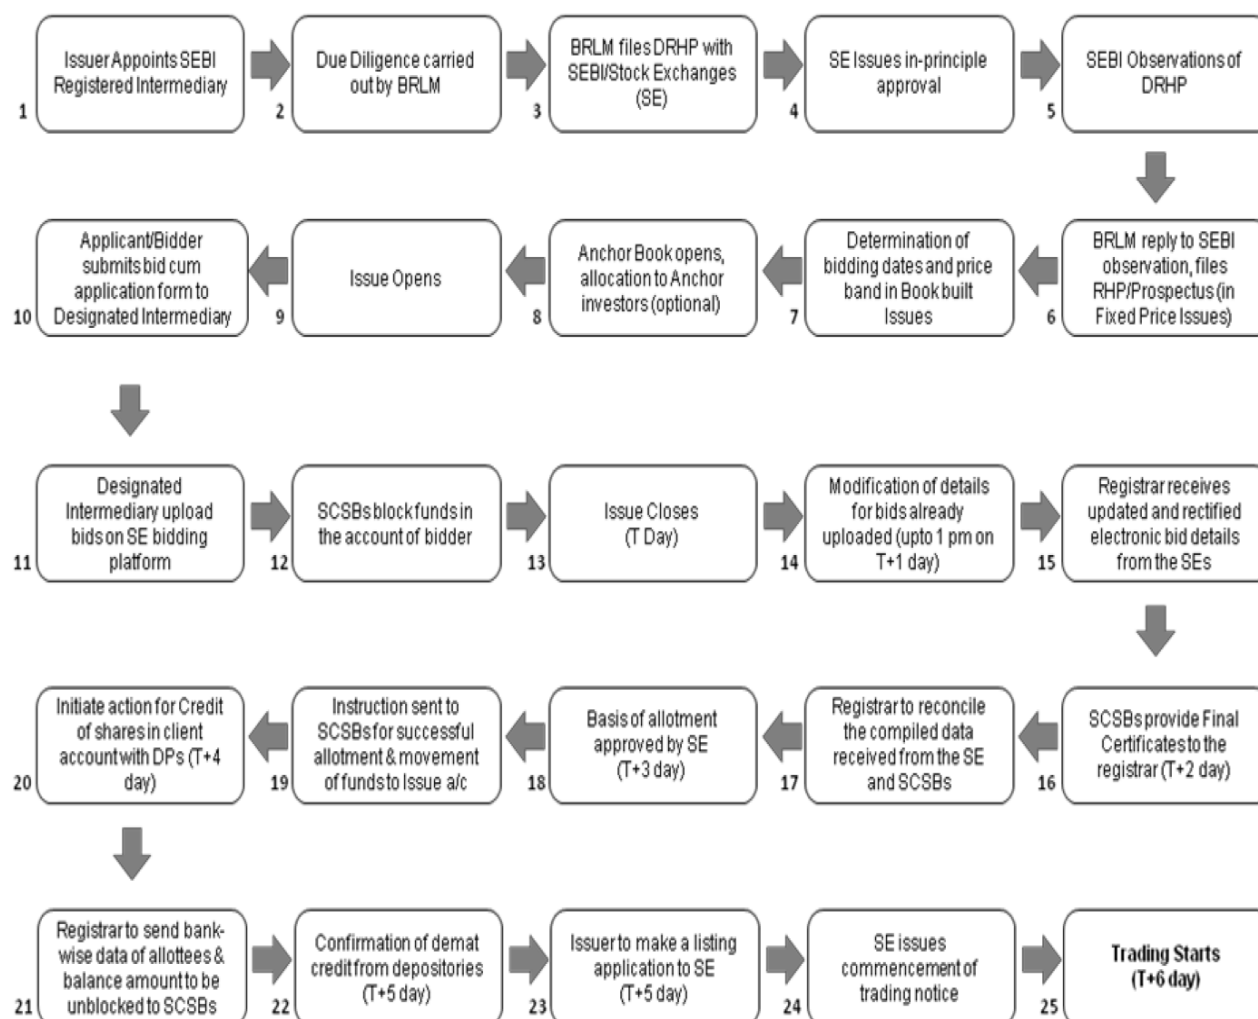 Issuer Appoints SEBI
Registered Intermediary
1
Due Diligence carried
out by BRLM
2
BRLM files DRHP with
SEBI/Stock Exchanges
(SE)
3
SE Issues in-principle
approval
4
SEBI Observations of
DRHP
5
BRLM reply to SEBI
observation, files
RHP/Prospectus (in
Fixed Price Issues)
6
Determination of
bidding dates and price
band in Book built
Issues
7
Anchor Book opens,
allocation to Anchor
investors (optional)
8
Issue Opens
9
Applicant/Bidder
submits bid cum
application form to
Designated Intermediary
10
Designated
Intermediary upload
bids on SE bidding
platform
11
SCSBs block funds in
the account of bidder
12
Issue Closes
(T Day)
13
Modification of details
for bids already
uploaded (upto 1 pm on
T+1 day)
14
Registrar receives
updated and rectified
electronic bid details
from the SEs
15
SCSBs provide Final
Certificates to the
registrar (T+2 day)
16
Registrar to reconcile
the compiled data
received from the SE
and SCSBs
17
Basis of allotment
approved by SE
(T+3 day)
18
Instruction sent to
SCSBs for successful
allotment & movement
of funds to Issue a/c
19
Initiate action for Credit
of shares in client
account with DPs (T+4
day)
20
Registrar to send bank-
wise data of allottees &
balance amount to be
unblocked to SCSBs
21
Confirmation of demat
credit from depositories
(T+5 day)
22
Issuer to make a listing
application to SE
(T+5 day)
23
SE issues
commencement of
trading notice
24
Trading Starts
(T+6 day)
25